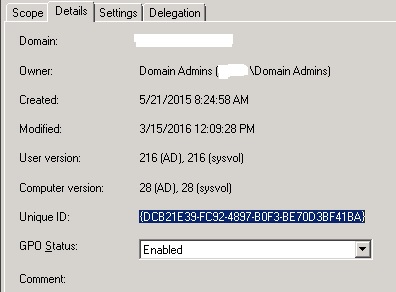 Scope Details Settings Delegation
Domain:
Owner: Domain Admins ( \Domain Admins)
Created: 5/21/2015 8:24:58 AM
Modified: 3/15/2016 12:09:28 PM
User version: 216 (AD), 216 (sysvol)
Computer version: 28 (AD), 28 (sysvol)
Unique ID: {DCB21E39-FC92-4897-B0F3-BE70D3BF41BA}
GPO Status: Enabled
Comment: